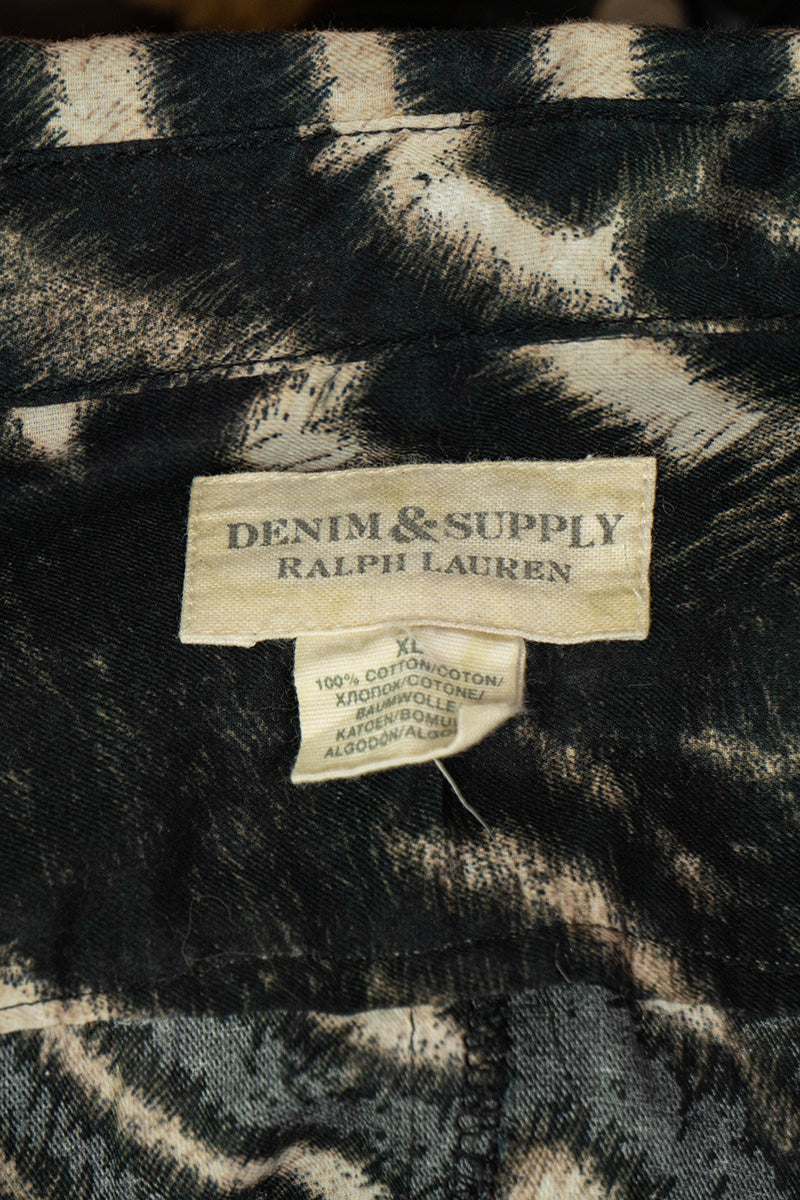 DENIM & SUPPLY
RALPH LAUREN
XL
100% COTTON/COTON/
ХЛОПОК/COTONE/
BAUMWOLLE
KATOEN/BOMU
ALGODÓN/ALGO